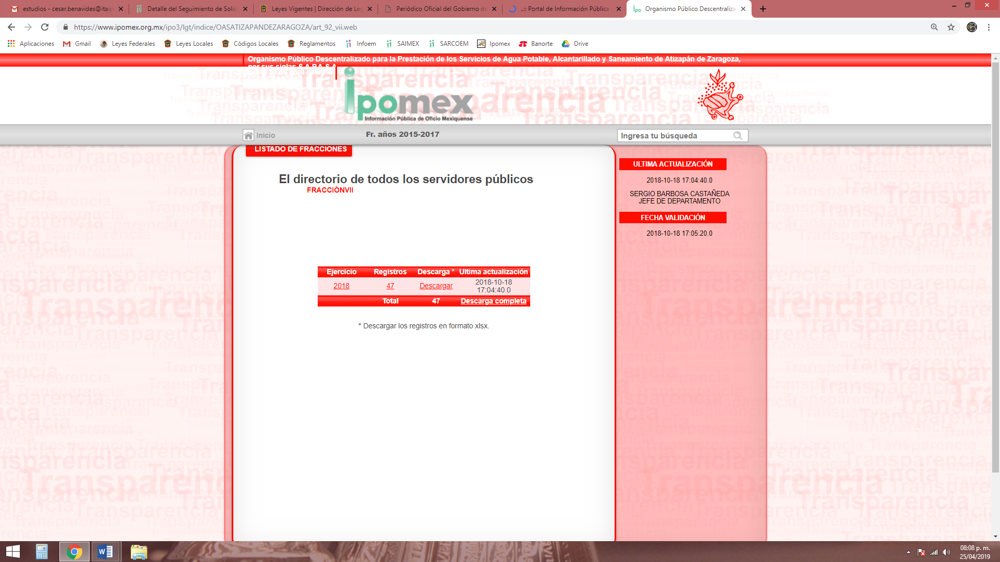 estudios - cesar.benavides@itaip
Detalle del Seguimiento de Solic
Leyes Vigentes | Dirección de Leg
Periódico Oficial del Gobierno de
..:: Portal de Información Pública
Organismo Público Descentraliza
https://www.ipomex.org.mx/ipo3/lgt/indice/OASATIZAPANDEZARAGOZA/art_92_vii.web
Aplicaciones Gmail Leyes Federales Leyes Locales Códigos Locales Reglamentos Infoem SAIMEX SARCOEM Ipomex Banorte Drive
Organismo Público Descentralizado para la Prestación de los Servicios de Agua Potable, Alcantarillado y Saneamiento de Atizapán de Zaragoza,
por sus siglas S.A.P.A.S.A
ipomex
Información Pública de Oficio Mexiquense
Inicio
Fr. años 2015-2017
Ingresa tu búsqueda
LISTADO DE FRACCIONES
El directorio de todos los servidores públicos
FRACCIÓNVII
ULTIMA ACTUALIZACIÓN
2018-10-18 17:04:40.0
SERGIO BARBOSA CASTAÑEDA
JEFE DE DEPARTAMENTO
FECHA VALIDACIÓN
2018-10-18 17:05:20.0
Ejercicio Registros Descarga * Ultima actualización
2018 47 Descargar 2018-10-18
17:04:40.0
Total 47 Descarga completa
* Descargar los registros en formato xlsx.
Transparencia
08:08 p. m.
25/04/2019